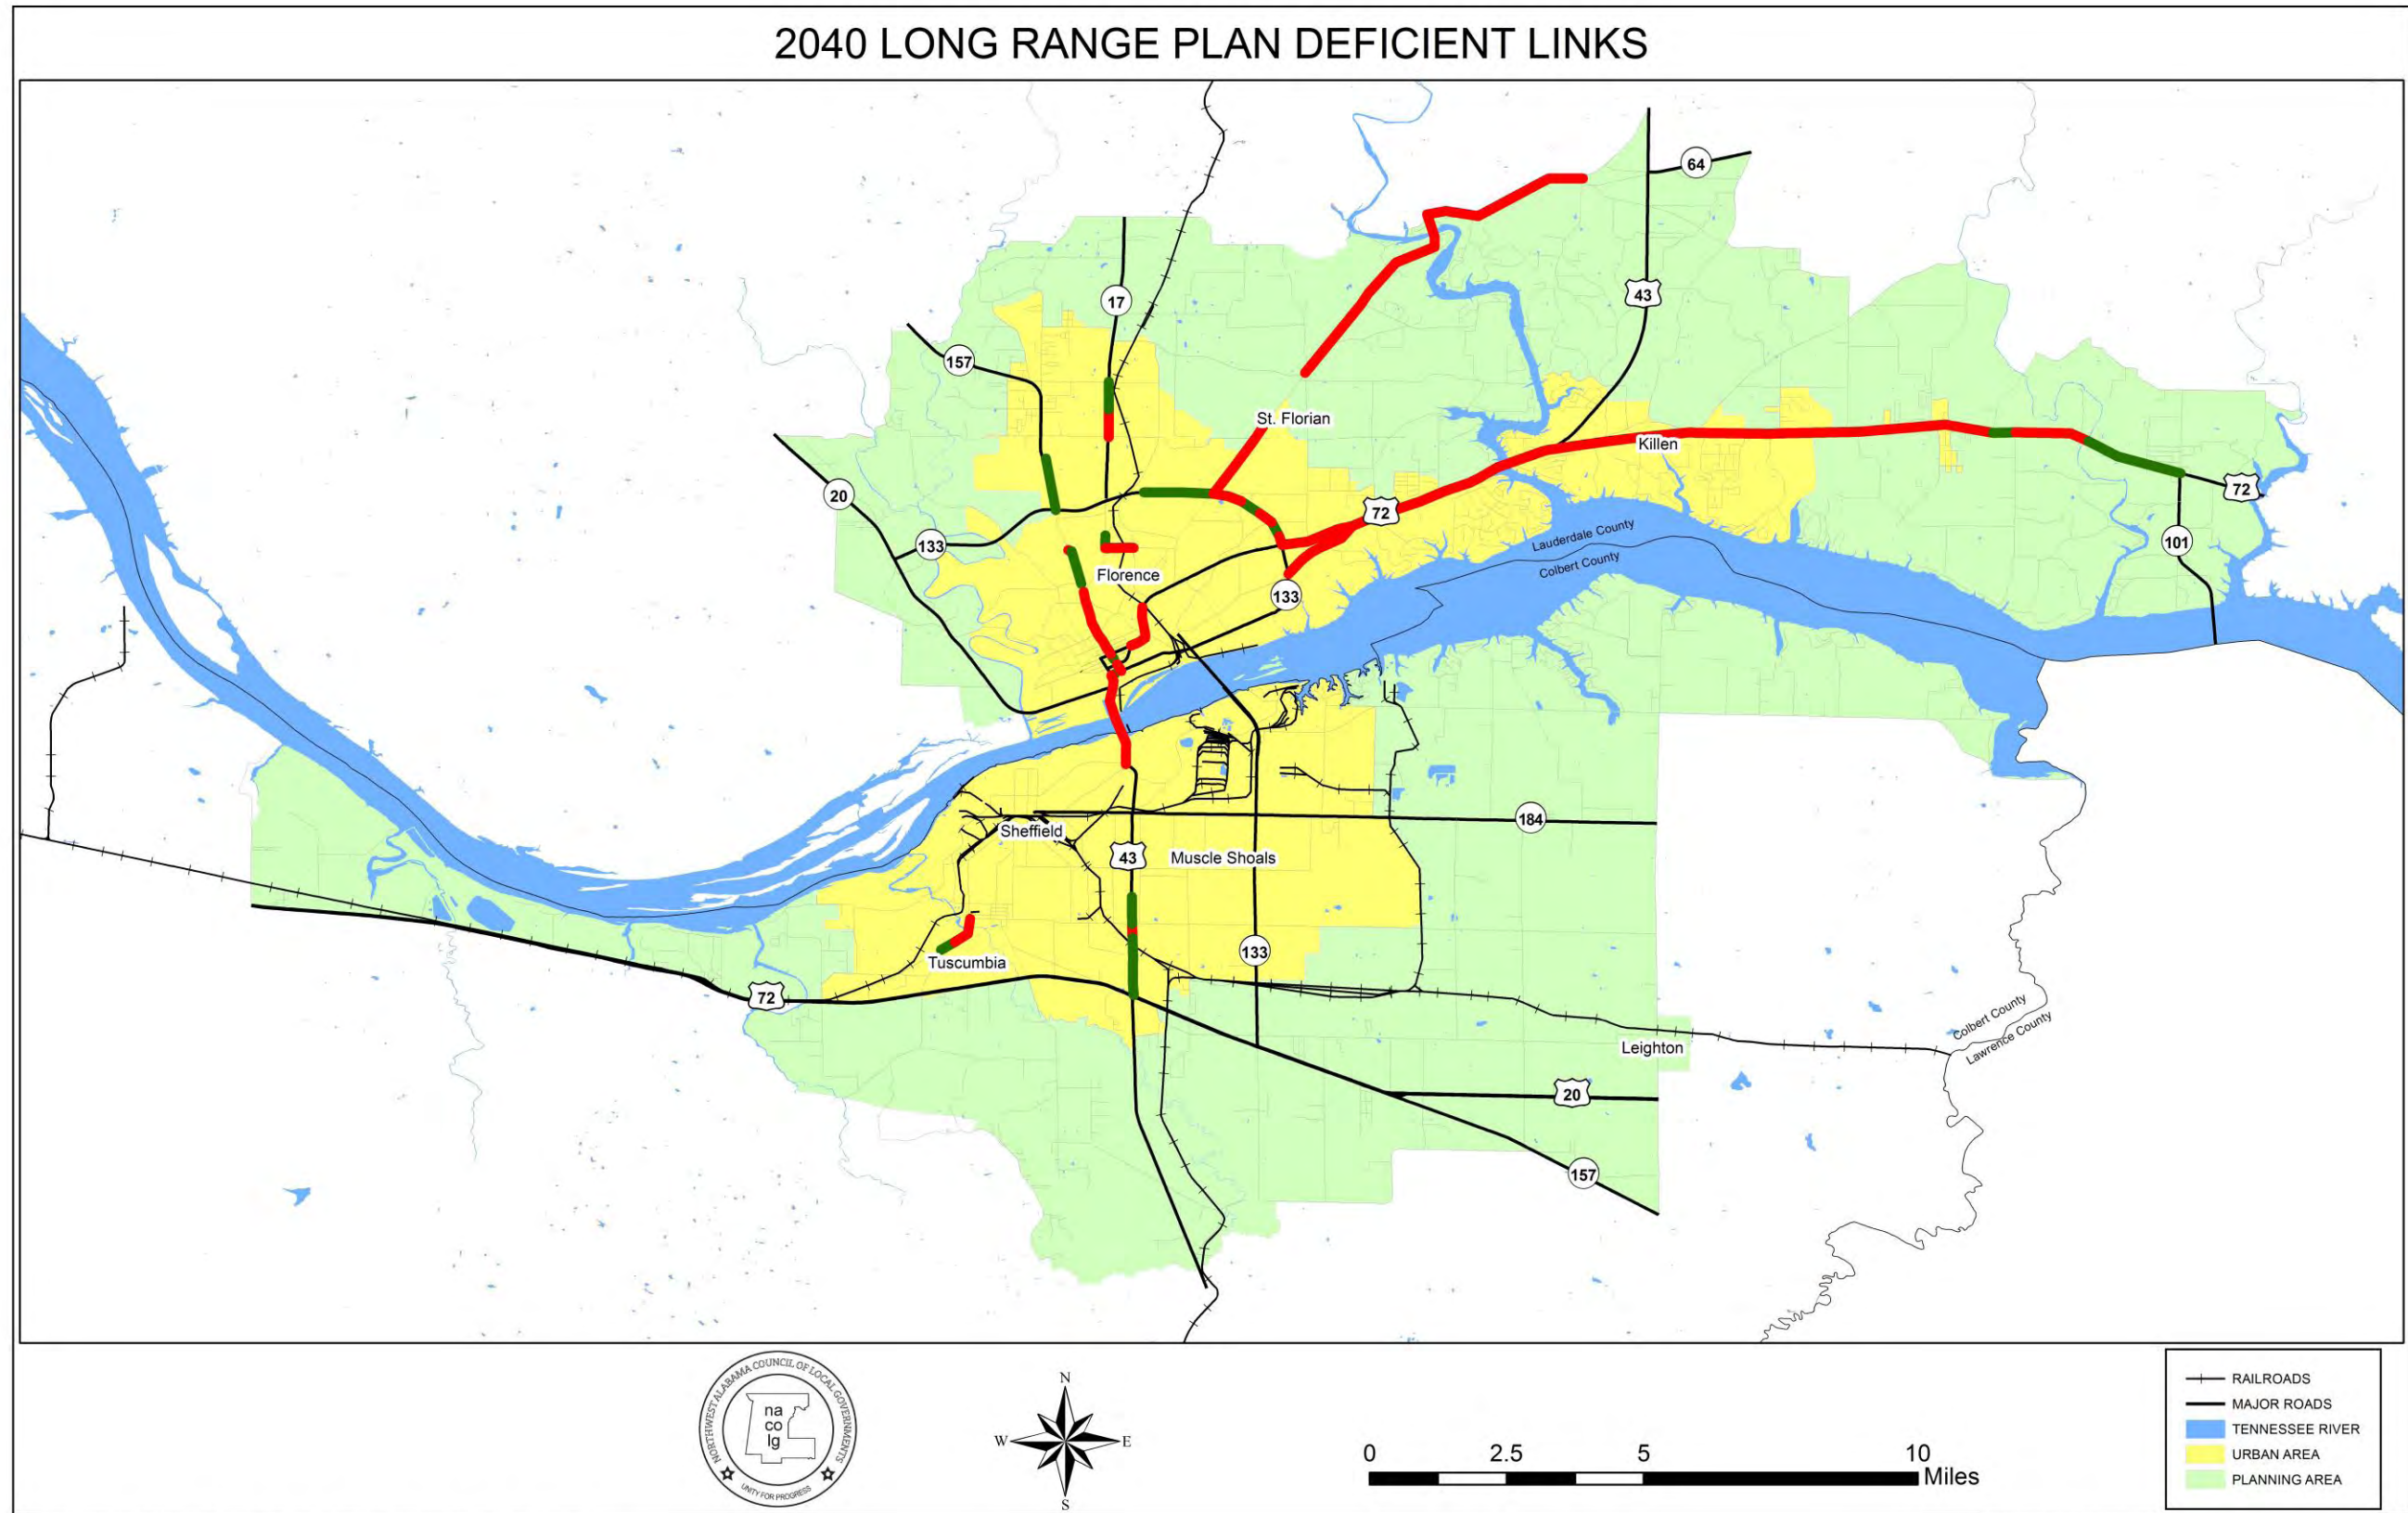 2040 LONG RANGE PLAN DEFICIENT LINKS
64
43
17
157
St. Florian
Killen
72
20
72
133
Lauderdale County
Colbert County
101
Florence
133
184
Sheffield
43
Muscle Shoals
133
Tuscumbia
72
Colbert County
Lawrence County
Leighton
20
157
NORTHWEST ALABAMA COUNCIL OF LOCAL GOVERNMENTS
na
co
lg
UNITY FOR PROGRESS
N
W
E
S
0
2.5
5
10
Miles
RAILROADS
MAJOR ROADS
TENNESSEE RIVER
URBAN AREA
PLANNING AREA